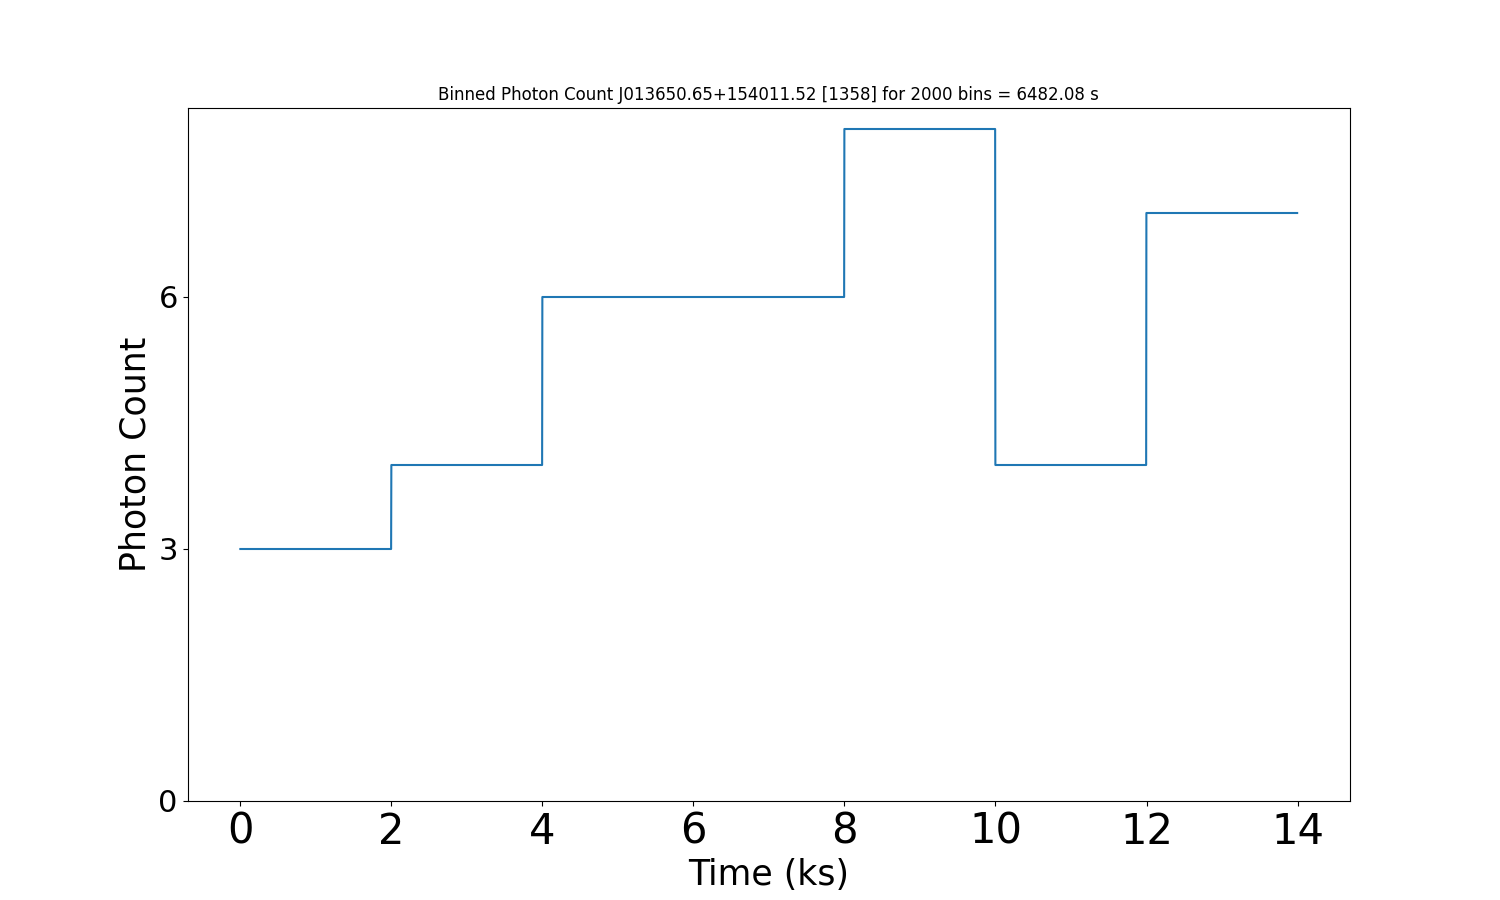 Binned Photon Count J013650.65+154011.52 [1358] for 2000 bins = 6482.08 s
Photon Count
6
3
0
0 2 4 6 8 10 12 14
Time (ks)